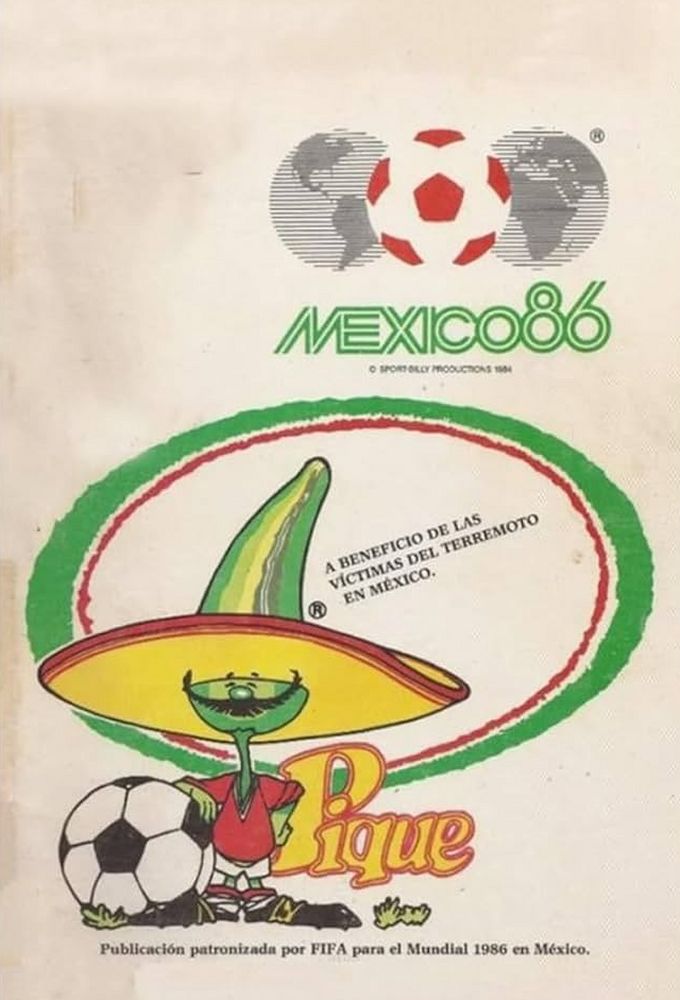 ®
MEXICO86
© SPORT-BILLY PRODUCTIONS 1984
A BENEFICIO DE LAS
VÍCTIMAS DEL TERREMOTO
EN MÉXICO.
®
Pique
Publicación patronizada por FIFA para el Mundial 1986 en México.